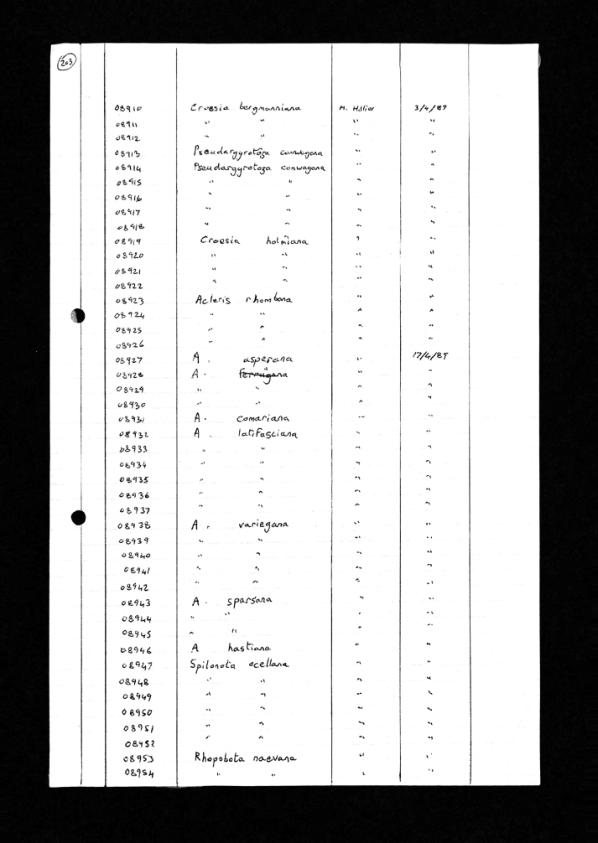 203
08910 Croesia bergmanniana M. Hillier 3/4/89
08911 " " " "
08912 " " " "
08913 Pseudargyrotoza conwagana " "
08914 Pseudargyrotoza conwagana " "
08915 " " " "
08916 " " " "
08917 " " " "
08918 " " " "
08919 Croesia holmiana " "
08920 " " " "
08921 " " " "
08922 " " " "
08923 Acleris rhombana " "
08924 " " " "
08925 " " " "
08926 " " " "
08927 A. asperana " 17/4/89
08928 A. ferrugana " "
08929 " " " "
08930 " " " "
08931 A. comariana " "
08932 A. latifasciana " "
08933 " " " "
08934 " " " "
08935 " " " "
08936 " " " "
08937 " " " "
08938 A. variegana " "
08939 " " " "
08940 " " " "
08941 " " " "
08942 " " " "
08943 A. sparsana " "
08944 " " " "
08945 " " " "
08946 A hastiana " "
08947 Spilonota ocellana " "
08948 " " " "
08949 " " " "
08950 " " " "
08951 " " " "
08952 " " " "
08953 Rhopobota naevana " "
08954 " " " "